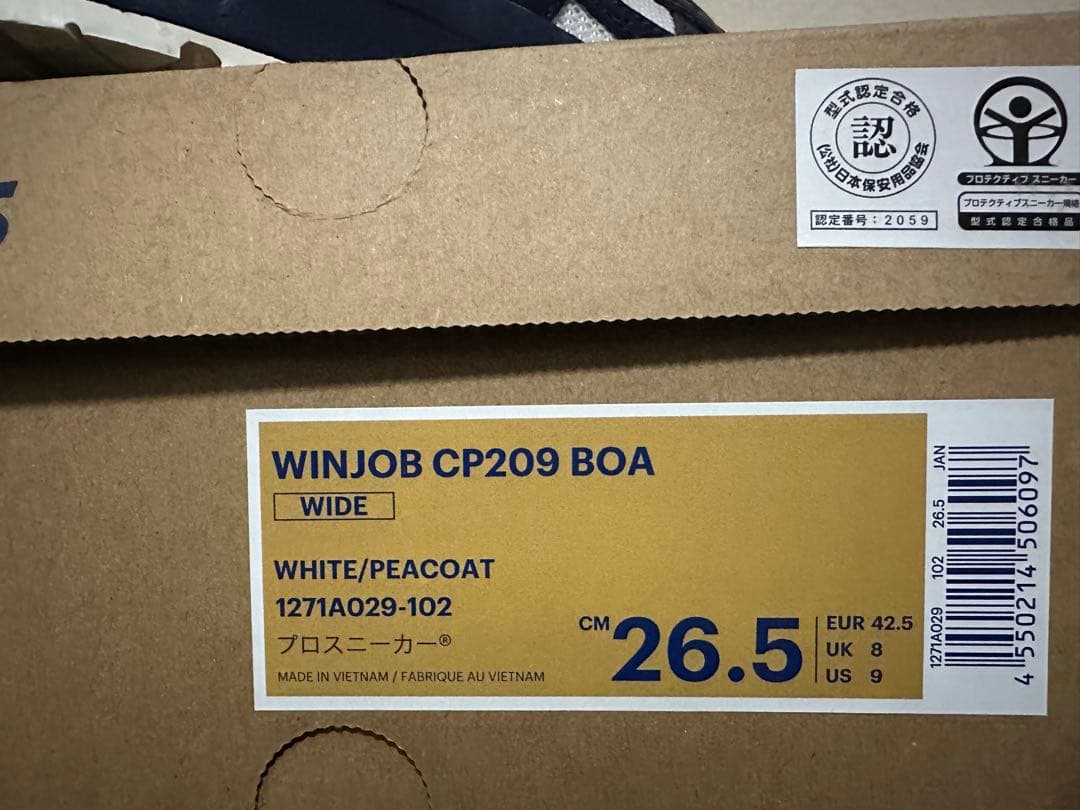 型式認定合格
認
(公社)日本保安用品協会
認定番号：2059
プロテクティブ スニーカー
プロテクティブスニーカー規格
型式認定合格品
WINJOB CP209 BOA
WIDE
WHITE/PEACOAT
1271A029-102
プロスニーカー®
MADE IN VIETNAM / FABRIQUE AU VIETNAM
CM 26.5
EUR 42.5
UK 8
US 9
1271A029 102 26.5 JAN
4 550214 506097